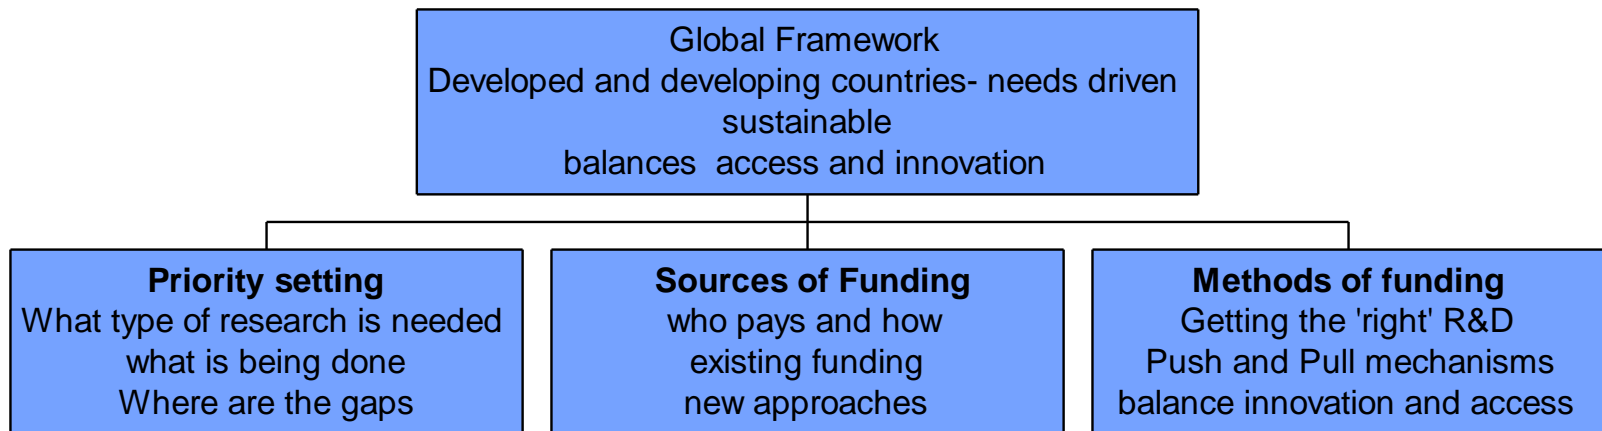 Global Framework
Developed and developing countries- needs driven
sustainable
balances  access and innovation
Priority setting
What type of research is needed
what is being done
Where are the gaps
Sources of Funding
who pays and how
existing funding
new approaches
Methods of funding
Getting the 'right' R&D
Push and Pull mechanisms
balance innovation and access